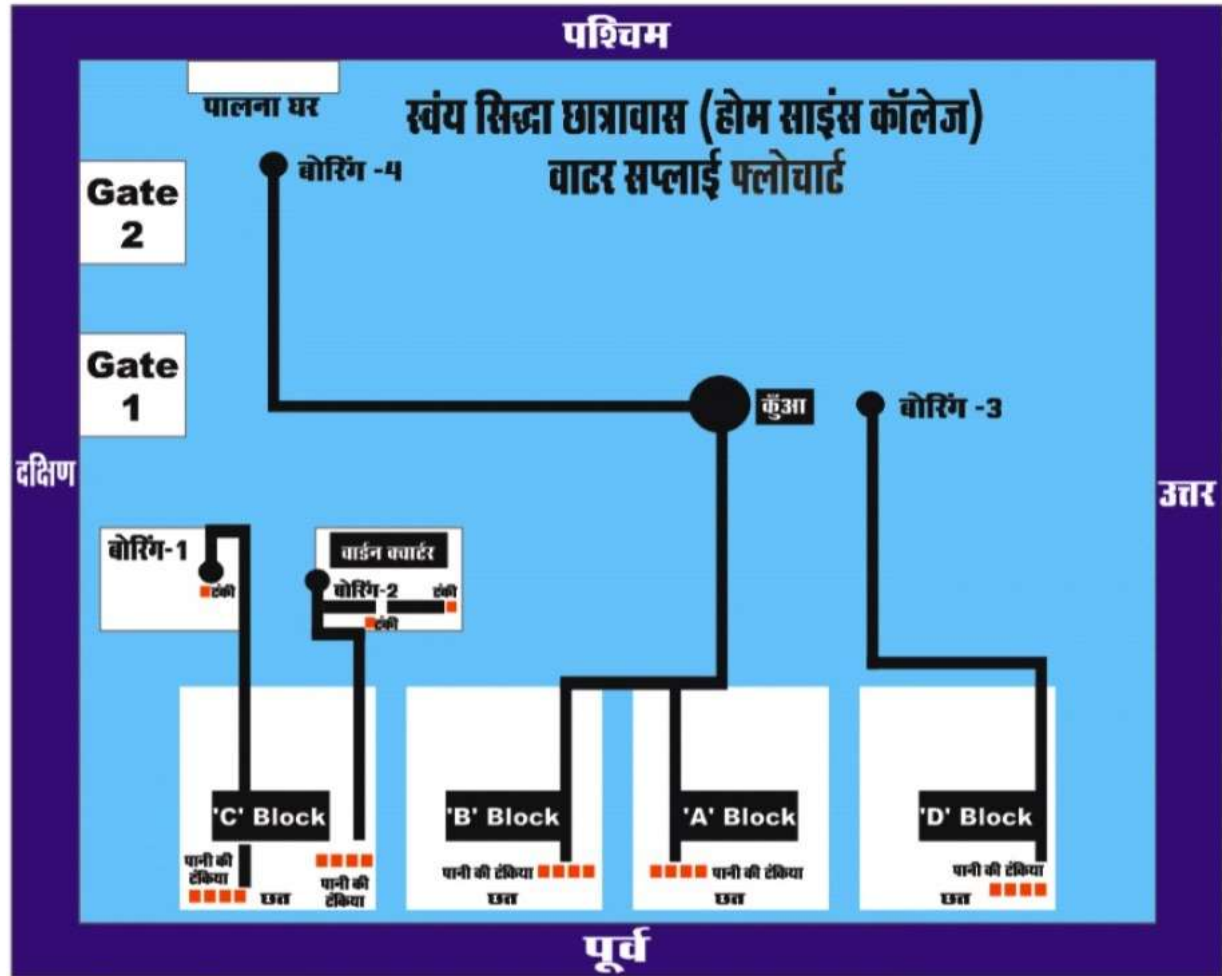 पश्चिम
पालना घर
स्वंय सिद्धा छात्रावास (होम साइंस कॉलेज)
वाटर सप्लाई फ्लोचार्ट
बोरिंग -4
Gate
2
Gate
1
कुँआ
बोरिंग -3
दक्षिण
उत्तर
बोरिंग-1
टंकी
वार्डन क्वार्टर
बोरिंग-2
टंकी
टंकी
'C' Block
'B' Block
'A' Block
'D' Block
पानी की
टंकिया
छत
पानी की
टंकिया
पानी की टंकिया
छत
पानी की टंकिया
छत
पानी की टंकिया
छत
पूर्व